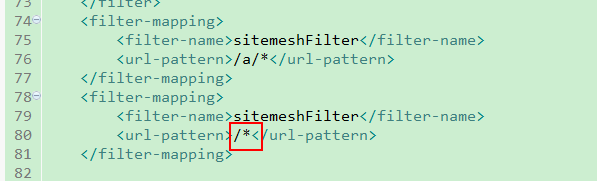 73 </filter>
74 <filter-mapping>
75 <filter-name>sitemeshFilter</filter-name>
76 <url-pattern>/a/*</url-pattern>
77 </filter-mapping>
78 <filter-mapping>
79 <filter-name>sitemeshFilter</filter-name>
80 <url-pattern>/*</url-pattern>
81 </filter-mapping>
82